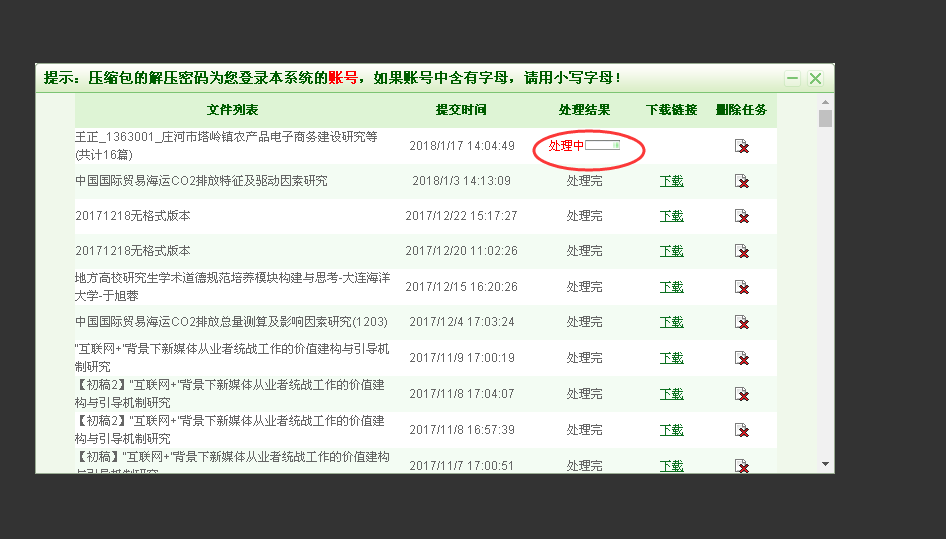 提示：压缩包的解压密码为您登录本系统的账号，如果账号中含有字母，请用小写字母！
文件列表 提交时间 处理结果 下载链接 删除任务
王正_1363001_庄河市塔岭镇农产品电子商务建设研究等
(共计16篇) 2018/1/17 14:04:49 处理中
中国国际贸易海运CO2排放特征及驱动因素研究 2018/1/3 14:13:09 处理完 下载
20171218无格式版本 2017/12/22 15:17:27 处理完 下载
20171218无格式版本 2017/12/20 11:02:26 处理完 下载
地方高校研究生学术道德规范培养模块构建与思考-大连海洋
大学-于旭蓉 2017/12/15 16:20:26 处理完 下载
中国国际贸易海运CO2排放总量测算及影响因素研究(1203) 2017/12/4 17:03:24 处理完 下载
"互联网+"背景下新媒体从业者统战工作的价值建构与引导机
制研究 2017/11/9 17:00:19 处理完 下载
【初稿2】"互联网+"背景下新媒体从业者统战工作的价值建
构与引导机制研究 2017/11/8 17:04:07 处理完 下载
【初稿2】"互联网+"背景下新媒体从业者统战工作的价值建
构与引导机制研究 2017/11/8 16:57:39 处理完 下载
【初稿】"互联网+"背景下新媒体从业者统战工作的价值建构
与引导机制研究 2017/11/7 17:00:51 处理完 下载